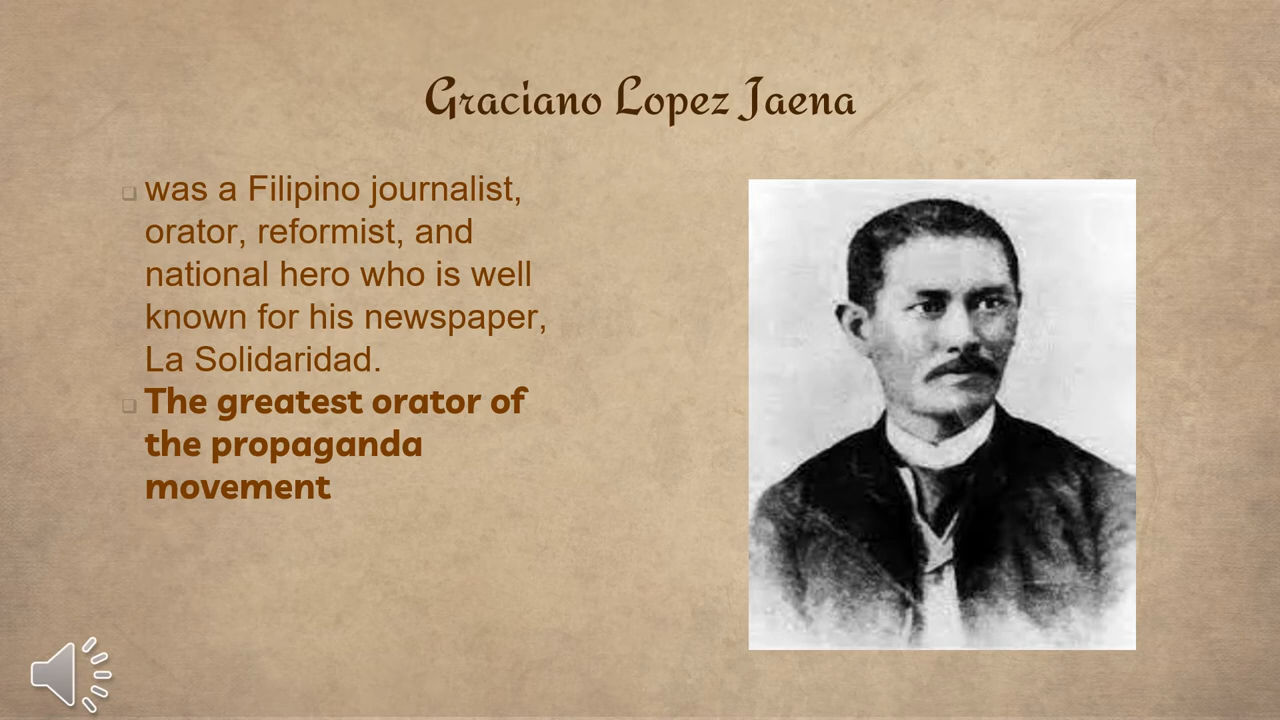 Graciano Lopez Jaena
was a Filipino journalist,
orator, reformist, and
national hero who is well
known for his newspaper,
La Solidaridad.
The greatest orator of
the propaganda
movement